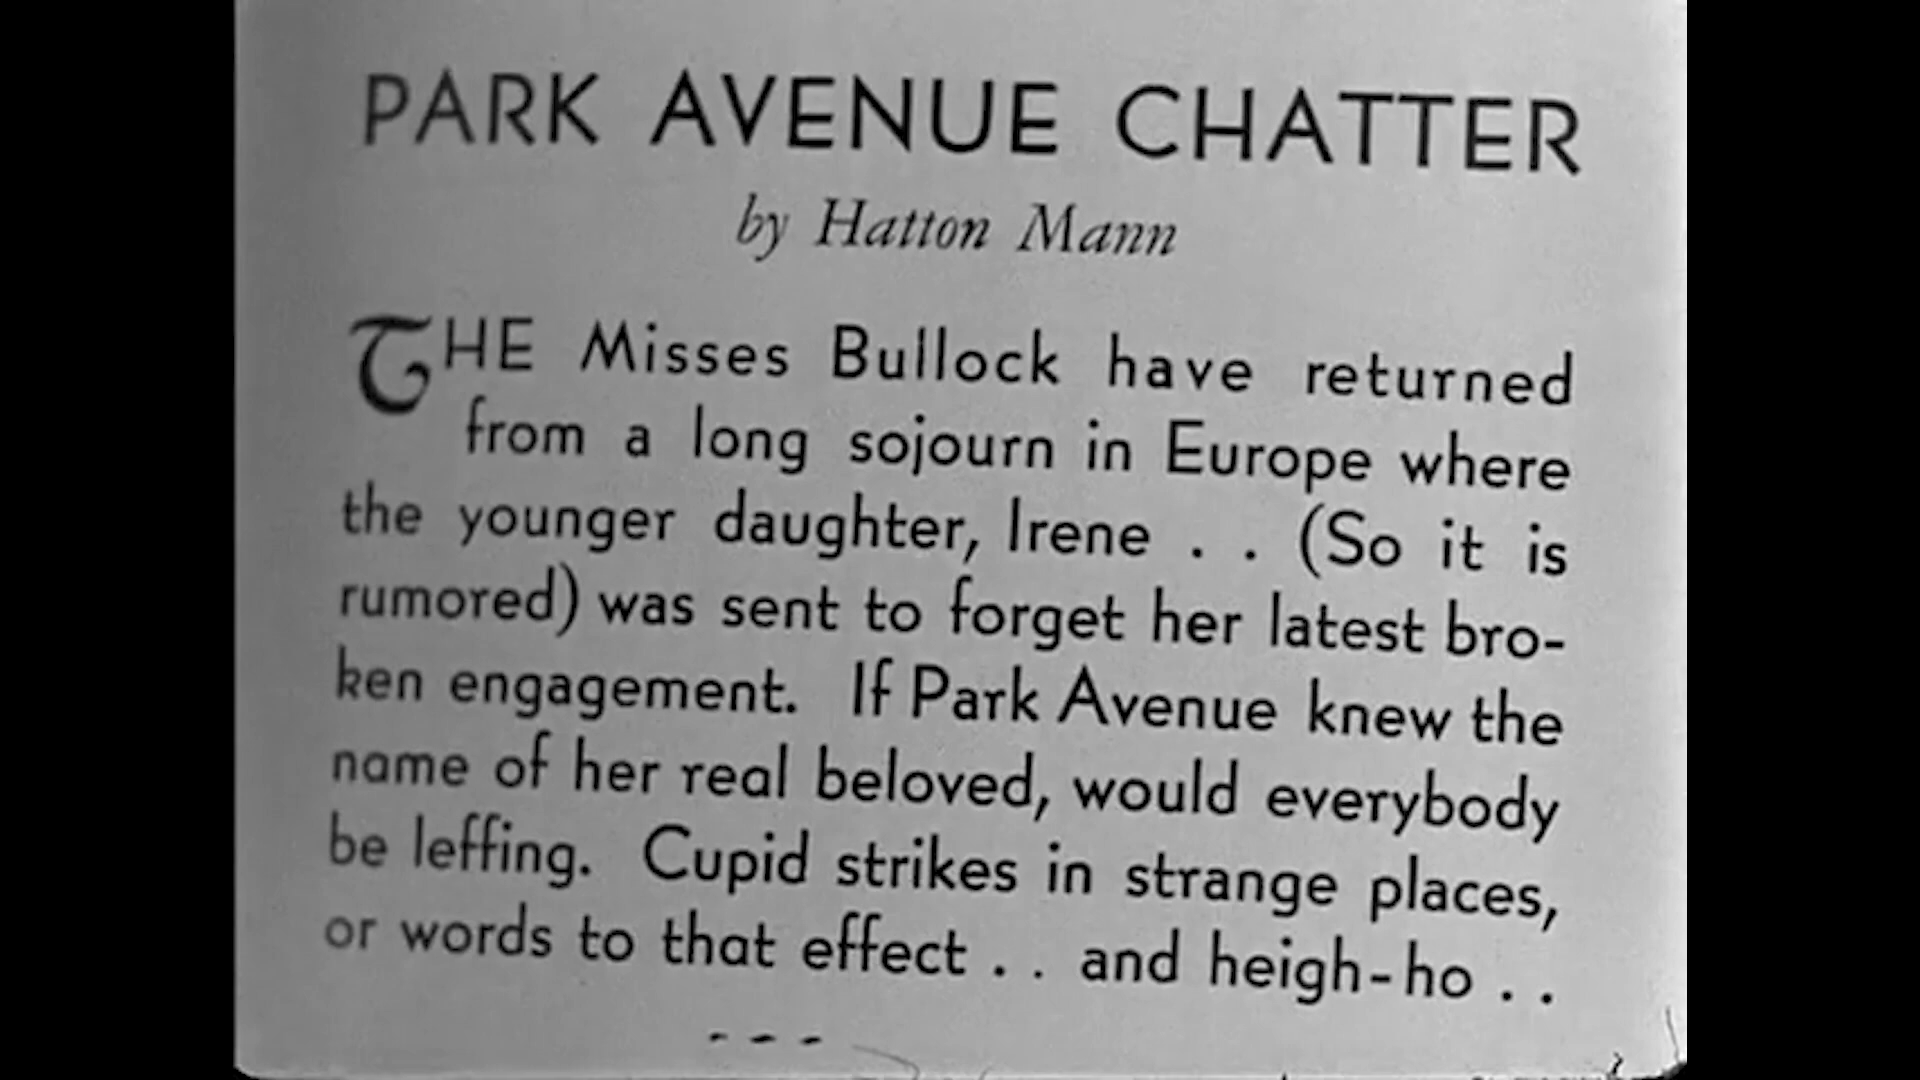 PARK AVENUE CHATTER
by Hatton Mann
THE Misses Bullock have returned
from a long sojourn in Europe where
the younger daughter, Irene . . (So it is
rumored) was sent to forget her latest bro-
ken engagement. If Park Avenue knew the
name of her real beloved, would everybody
be leffing. Cupid strikes in strange places,
or words to that effect . . and heigh-ho . .
- - -